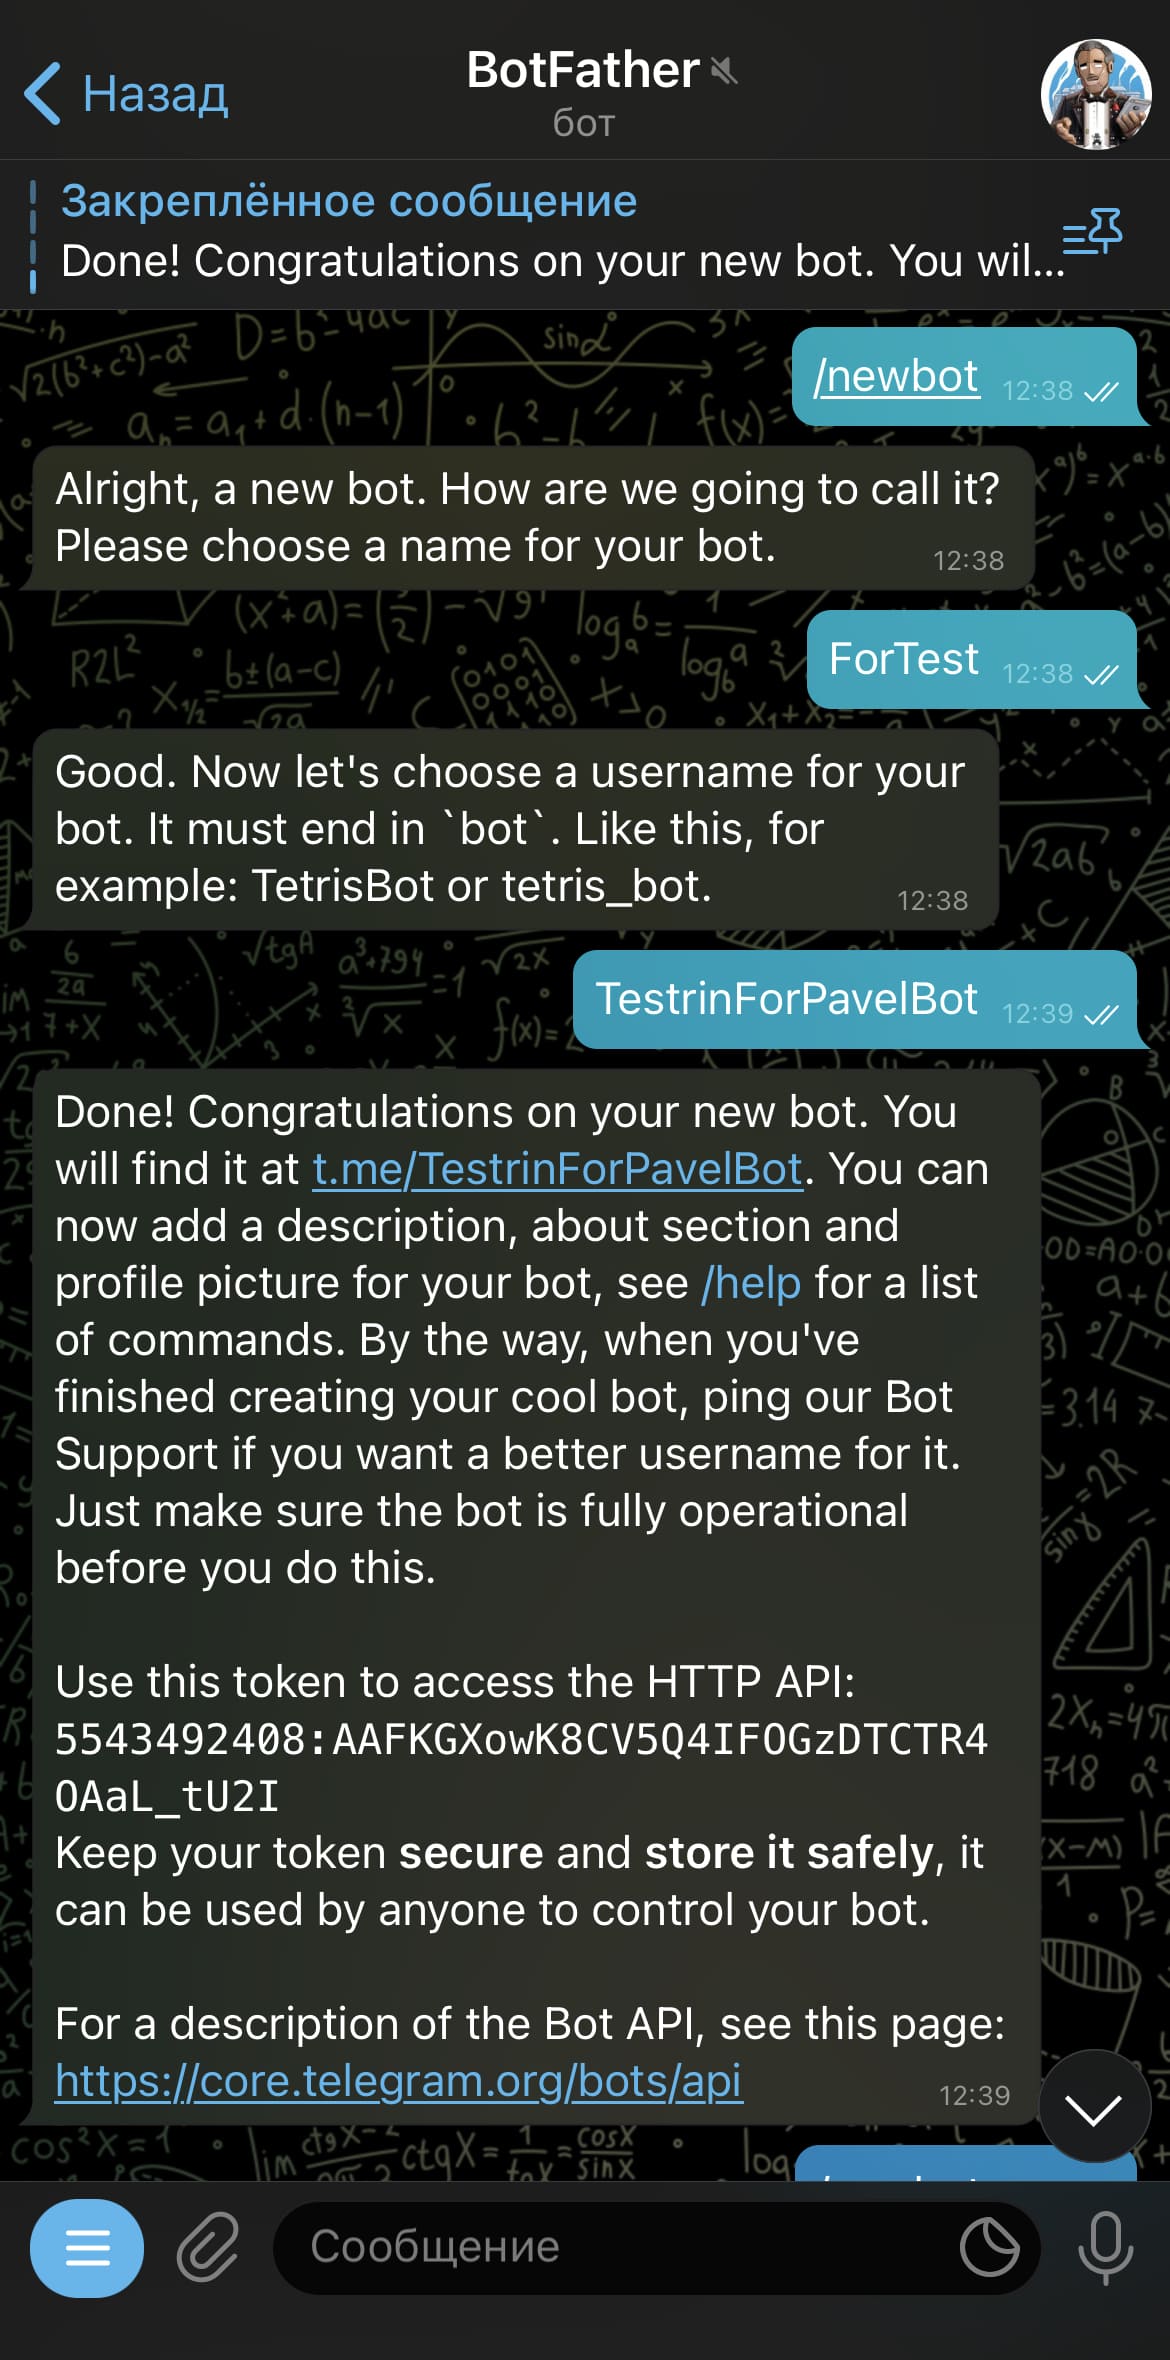 Назад
BotFather
бот
Закреплённое сообщение
Done! Congratulations on your new bot. You wil...
/newbot 12:38
Alright, a new bot. How are we going to call it?
Please choose a name for your bot. 12:38
ForTest 12:38
Good. Now let's choose a username for your
bot. It must end in `bot`. Like this, for
example: TetrisBot or tetris_bot. 12:38
TestrinForPavelBot 12:39
Done! Congratulations on your new bot. You
will find it at t.me/TestrinForPavelBot. You can
now add a description, about section and
profile picture for your bot, see /help for a list
of commands. By the way, when you've
finished creating your cool bot, ping our Bot
Support if you want a better username for it.
Just make sure the bot is fully operational
before you do this.
Use this token to access the HTTP API:
5543492408:AAFKGXowK8CV5Q4IFOGzDTCTR4
OAaL_tU2I
Keep your token secure and store it safely, it
can be used by anyone to control your bot.
For a description of the Bot API, see this page:
https://core.telegram.org/bots/api 12:39
Сообщение